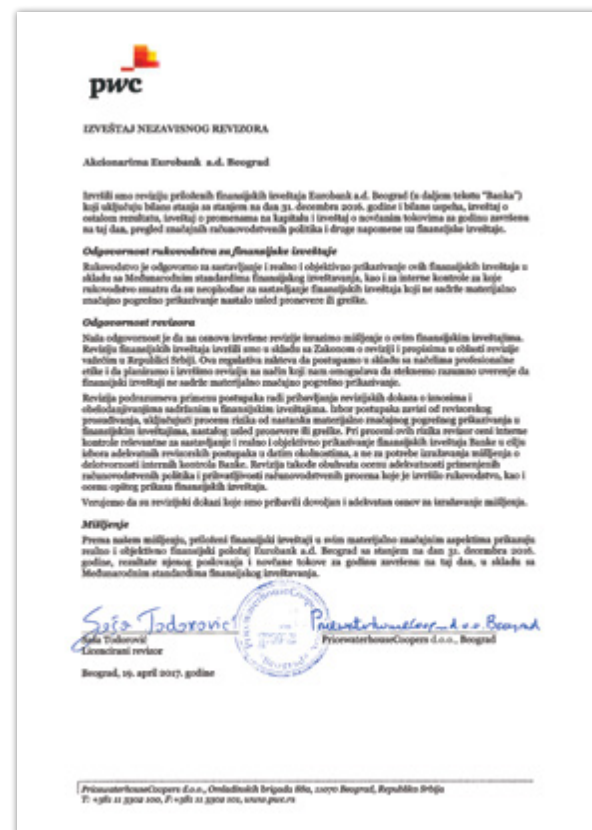 pwc
IZVEŠTAJ NEZAVISNOG REVIZORA
Akcionarima Eurobank a.d. Beograd
Izvršili smo reviziju priloženih finansijskih izveštaja Eurobank a.d. Beograd (u daljem tekstu "Banka")
koji uključuju bilans stanja sa stanjem na dan 31. decembra 2016. godine i bilans uspeha, izveštaj o
ostalom rezultatu, izveštaj o promenama na kapitalu i izveštaj o novčanim tokovima za godinu završenu
na taj dan, pregled značajnih računovodstvenih politika i druge napomene uz finansijske izveštaje.
Odgovornost rukovodstva za finansijske izveštaje
Rukovodstvo je odgovorno za sastavljanje i realno i objektivno prikazivanje ovih finansijskih izveštaja u
skladu sa Međunarodnim standardima finansijskog izveštavanja, kao i za interne kontrole za koje
rukovodstvo smatra da su neophodne za sastavljanje finansijskih izveštaja koji ne sadrže materijalno
značajno pogrešno prikazivanje nastalo usled pronevere ili greške.
Odgovornost revizora
Naša odgovornost je da na osnovu izvršene revizije izrazimo mišljenje o ovim finansijskim izveštajima.
Reviziju finansijskih izveštaja izvršili smo u skladu sa Zakonom o reviziji i propisima u oblasti revizije
važećim u Republici Srbiji. Ova regulativa zahteva da postupamo u skladu sa načelima profesionalne
etike i da planiramo i izvršimo reviziju na način koji nam omogućava da steknemo razumno uverenje da
finansijski izveštaji ne sadrže materijalno značajno pogrešno prikazivanje.
Revizija podrazumeva primenu postupaka radi pribavljanja revizijskih dokaza o iznosima i
obelodanjivanjima sadržanim u finansijskim izveštajima. Izbor postupaka zavisi od revizorskog
prosuđivanja, uključujući procenu rizika od nastanka materijalno značajnog pogrešnog prikazivanja u
finansijskim izveštajima, nastalog usled pronevere ili greške. Pri proceni ovih rizika revizor ceni interne
kontrole relevantne za sastavljanje i realno i objektivno prikazivanje finansijskih izveštaja Banke u cilju
izbora adekvatnih revizorskih postupaka u datim okolnostima, a ne za potrebe izražavanja mišljenja o
delotvornosti internih kontrola Banke. Revizija takođe obuhvata ocenu adekvatnosti primenjenih
računovodstvenih politika i prihvatljivosti računovodstvenih procena koje je izvršilo rukovodstvo, kao i
ocenu opšteg prikaza finansijskih izveštaja.
Verujemo da su revizijski dokazi koje smo pribavili dovoljan i adekvatan osnov za izražavanje mišljenja.
Mišljenje
Prema našem mišljenju, priloženi finansijski izveštaji u svim materijalno značajnim aspektima prikazuju
realno i objektivno finansijski položaj Eurobank a.d. Beograd sa stanjem na dan 31. decembra 2016.
godine, rezultate njenog poslovanja i novčane tokove za godinu završenu na taj dan, u skladu sa
Međunarodnim standardima finansijskog izveštavanja.
Saša Todorović
Saša Todorović
Licencirani revizor
PricewaterhouseCoopers d.o.o., Beograd
Beograd, 19. april 2017. godine
PricewaterhouseCoopers d.o.o., Omladinskih brigada 88a, 11070 Beograd, Republika Srbija
T: +381 11 3302 100, F:+381 11 3302 101, www.pwc.rs